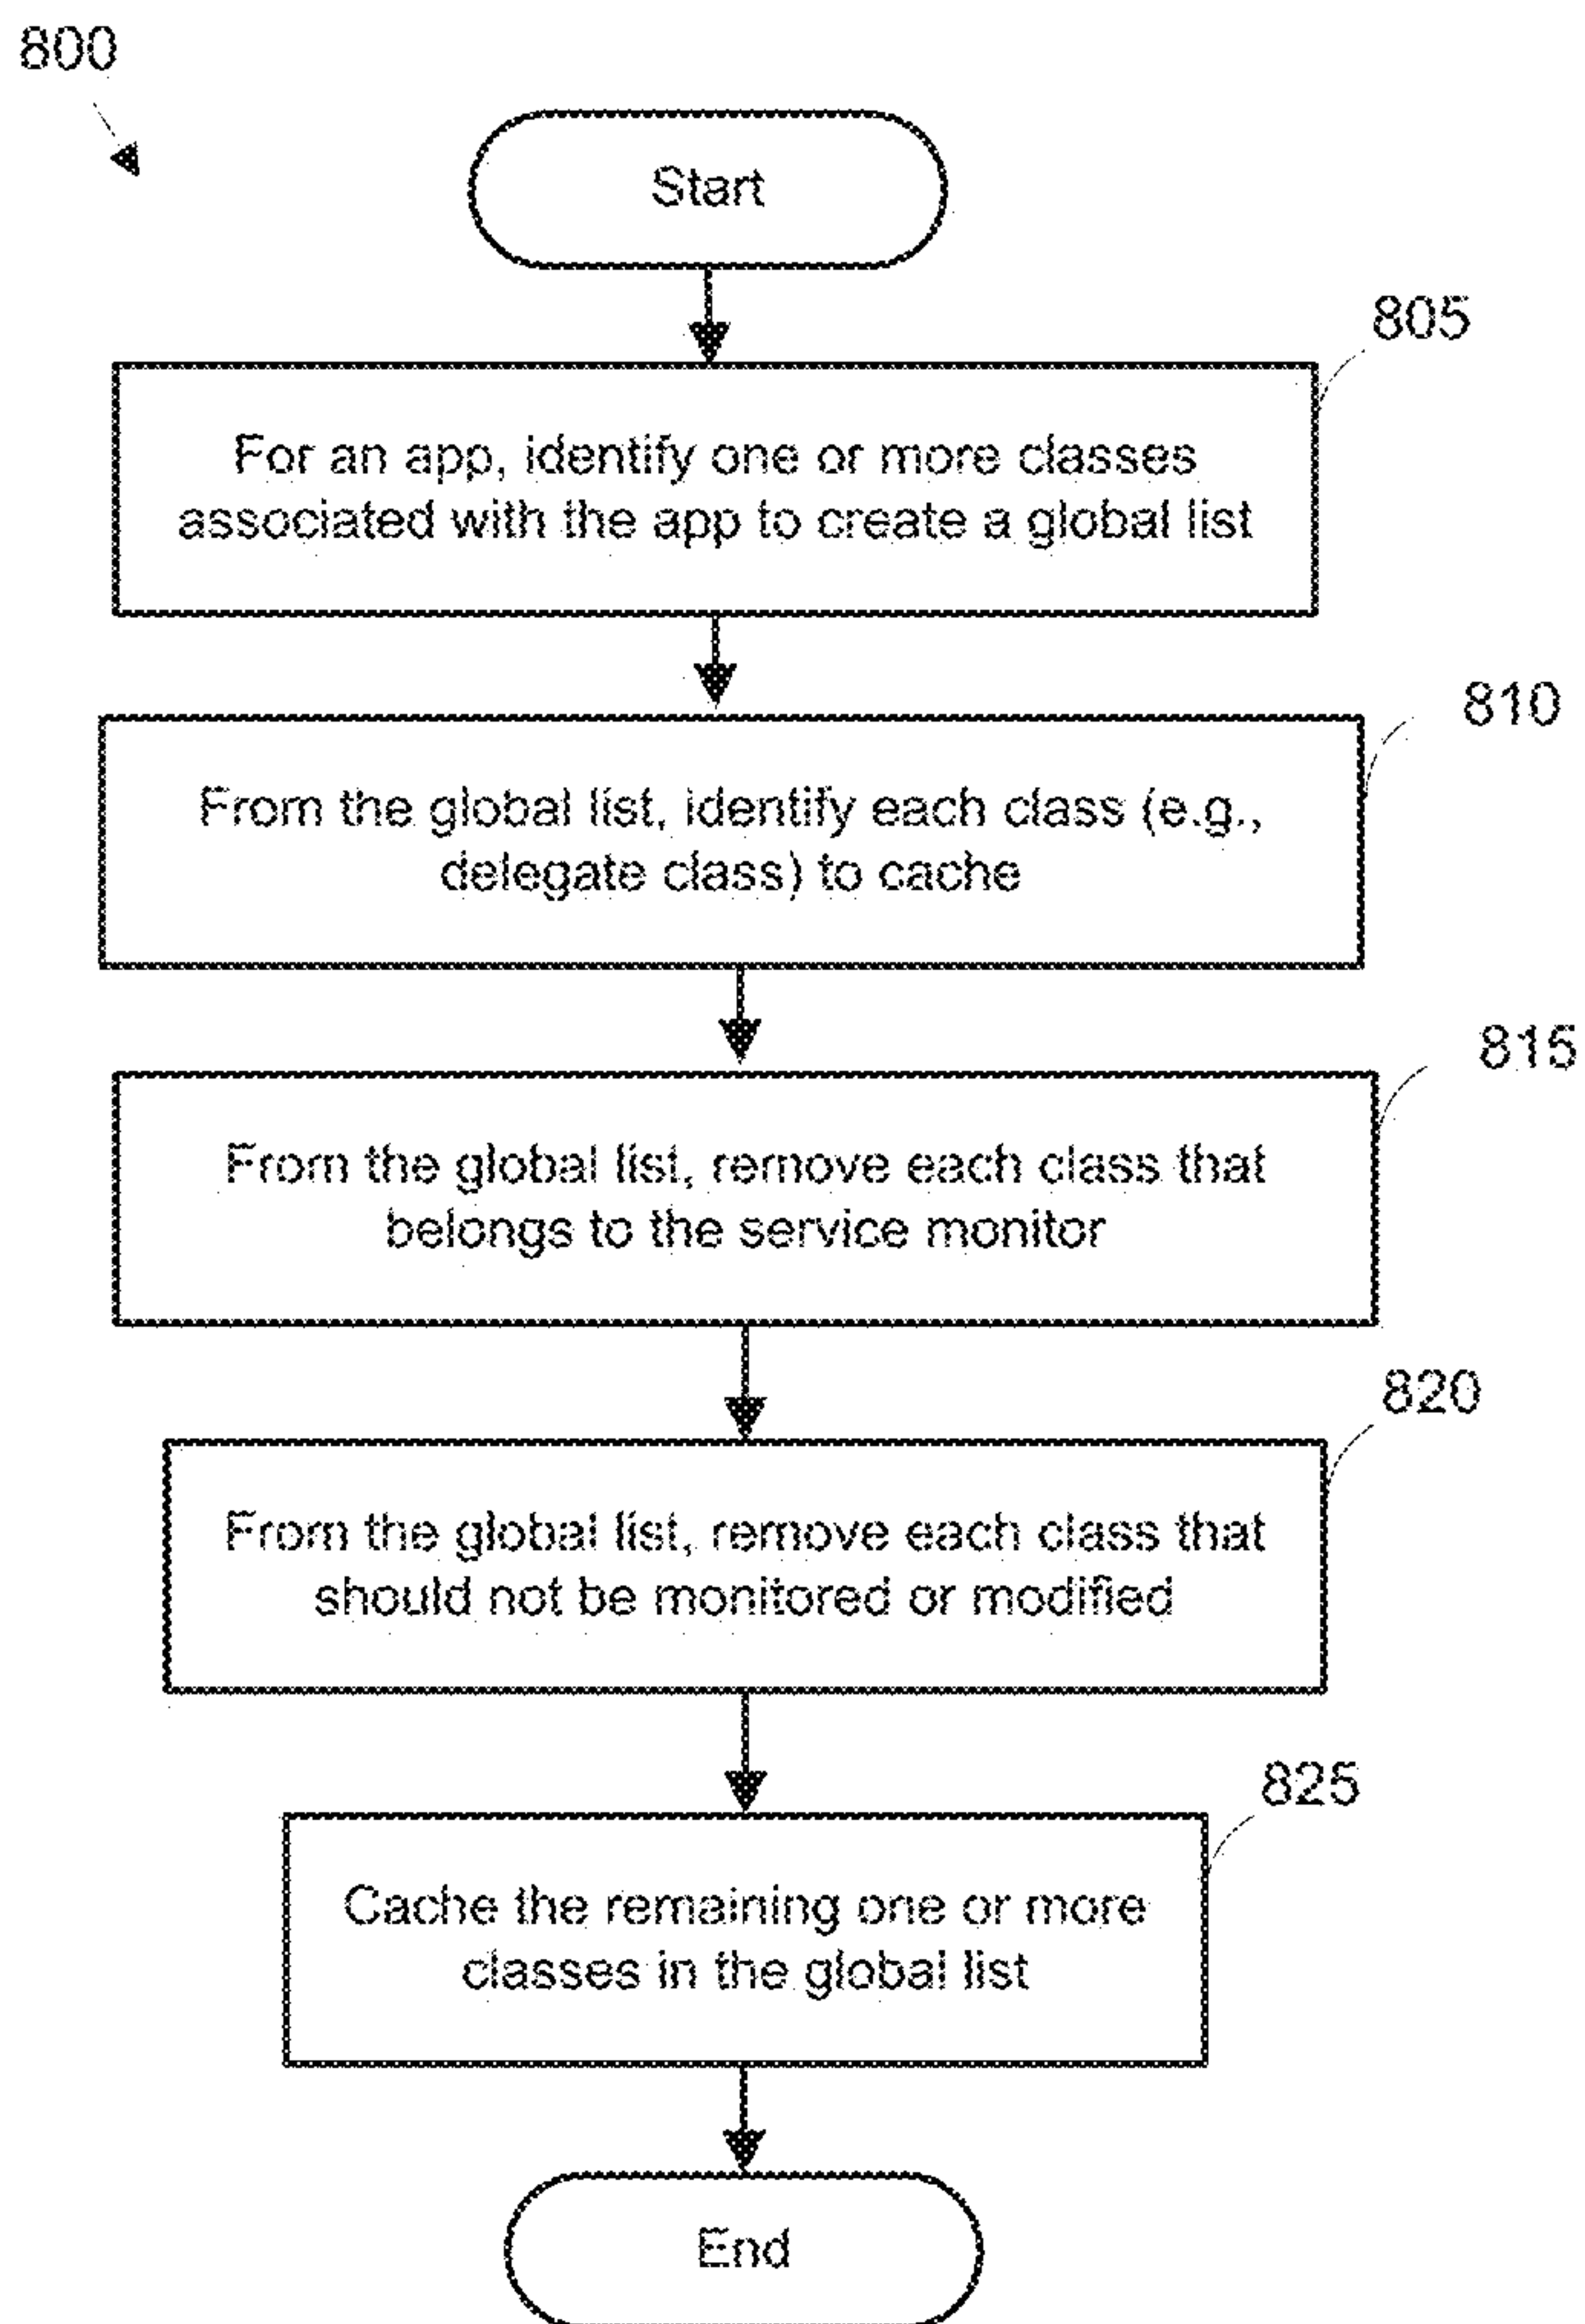 800
Start
805
For an app, identify one or more classes
associated with the app to create a global list
810
From the global list, identify each class (e.g.,
delegate class) to cache
815
From the global list, remove each class that
belongs to the service monitor
820
From the global list, remove each class that
should not be monitored or modified
825
Cache the remaining one or more
classes in the global list
End